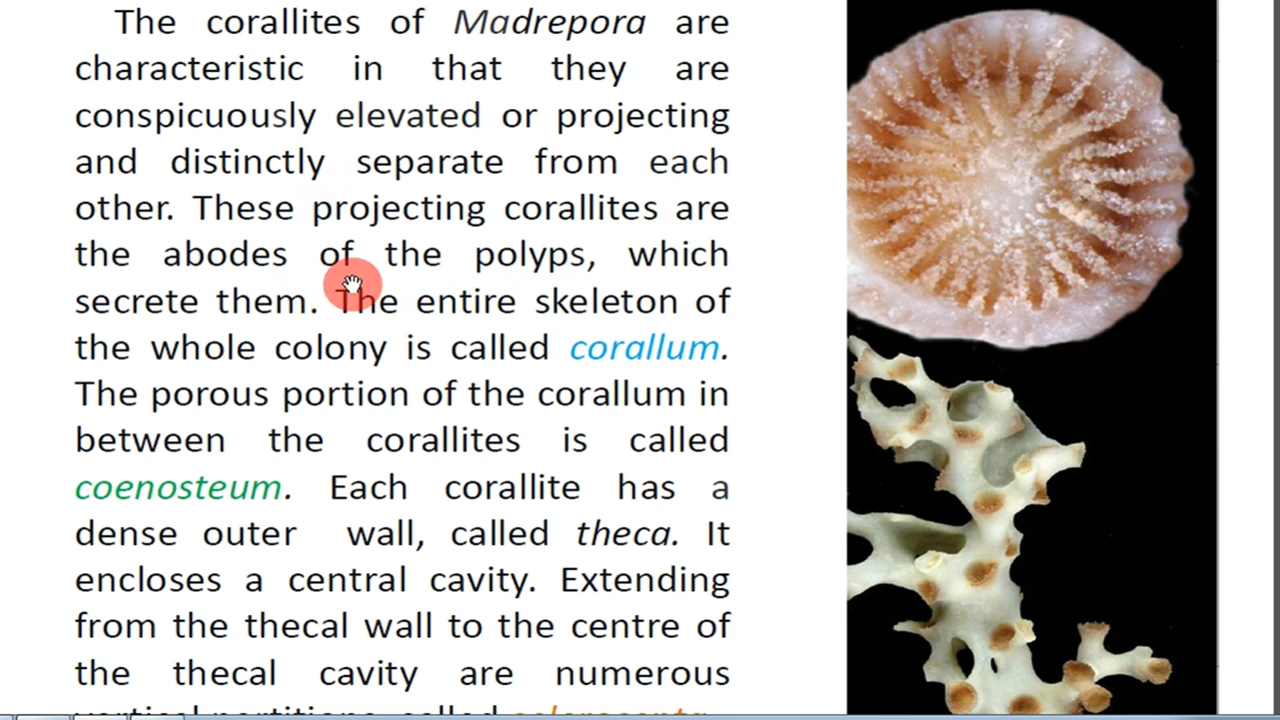 The corallites of Madrepora are
characteristic in that they are
conspicuously elevated or projecting
and distinctly separate from each
other. These projecting corallites are
the abodes of the polyps, which
secrete them. The entire skeleton of
the whole colony is called corallum.
The porous portion of the corallum in
between the corallites is called
coenosteum. Each corallite has a
dense outer wall, called theca. It
encloses a central cavity. Extending
from the thecal wall to the centre of
the thecal cavity are numerous
vertical partitions, called sclerosepta